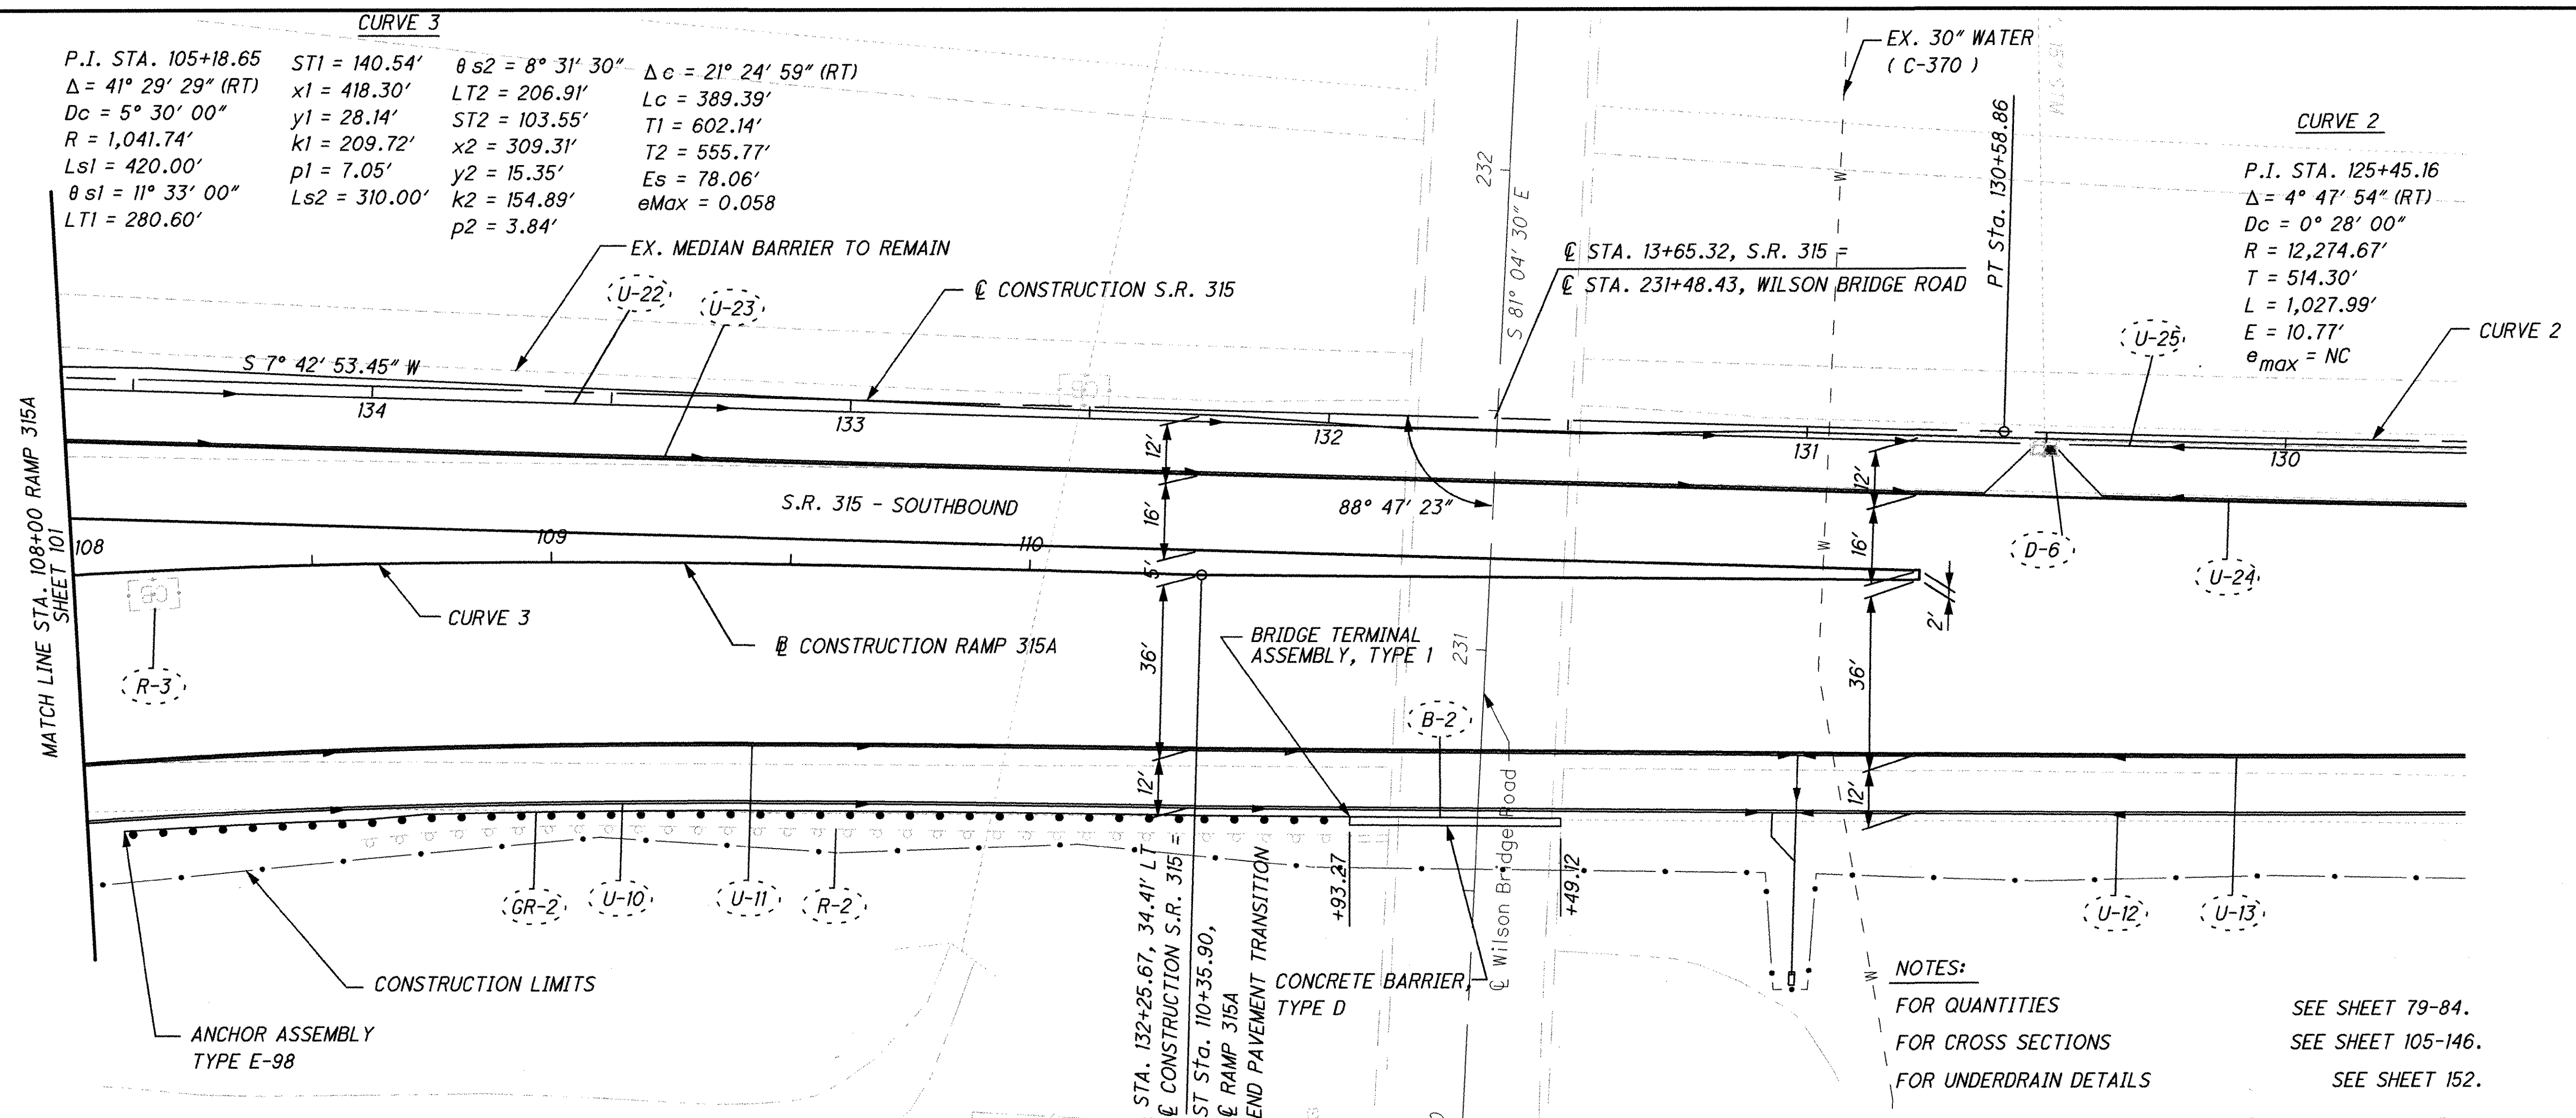 CURVE 3
P.I. STA. 105+18.65
Δ = 41° 29' 29" (RT)
Dc = 5° 30' 00"
R = 1,041.74'
Ls1 = 420.00'
θ s1 = 11° 33' 00"
LT1 = 280.60'
ST1 = 140.54'
x1 = 418.30'
y1 = 28.14'
k1 = 209.72'
p1 = 7.05'
Ls2 = 310.00'
θ s2 = 8° 31' 30"
LT2 = 206.91'
ST2 = 103.55'
x2 = 309.31'
y2 = 15.35'
k2 = 154.89'
p2 = 3.84'
Δ c = 21° 24' 59" (RT)
Lc = 389.39'
T1 = 602.14'
T2 = 555.77'
Es = 78.06'
eMax = 0.058
EX. 30" WATER
( C-370 )
15" STM
CURVE 2
P.I. STA. 125+45.16
Δ = 4° 47' 54" (RT)
Dc = 0° 28' 00"
R = 12,274.67'
T = 514.30'
L = 1,027.99'
E = 10.77'
e max = NC
CURVE 2
PT Sta. 130+58.86
232
S 81° 04' 30" E
W
℄ STA. 13+65.32, S.R. 315 =
℄ STA. 231+48.43, WILSON BRIDGE ROAD
EX. MEDIAN BARRIER TO REMAIN
U-22
U-23
℄ CONSTRUCTION S.R. 315
U-25
S 7° 42' 53.45" W
CB
134
133
132
131
130
12'
12'
S.R. 315 - SOUTHBOUND
16'
88° 47' 23"
16'
D-6
U-24
MATCH LINE STA. 108+00 RAMP 315A
SHEET 101
108
109
110
5'
W
2'
CB
CURVE 3
R-3
℄ CONSTRUCTION RAMP 315A
36'
BRIDGE TERMINAL
ASSEMBLY, TYPE 1
231
36'
B-2
12'
12'
GR-2
U-10
U-11
R-2
+93.27
+49.12
℄ Wilson Bridge Road
U-12
U-13
CONSTRUCTION LIMITS
ANCHOR ASSEMBLY
TYPE E-98
STA. 132+25.67, 34.41' LT
℄ CONSTRUCTION S.R. 315 =
ST Sta. 110+35.90,
℄ RAMP 315A
END PAVEMENT TRANSITION
CONCRETE BARRIER,
TYPE D
W
NOTES:
FOR QUANTITIES SEE SHEET 79-84.
FOR CROSS SECTIONS SEE SHEET 105-146.
FOR UNDERDRAIN DETAILS SEE SHEET 152.